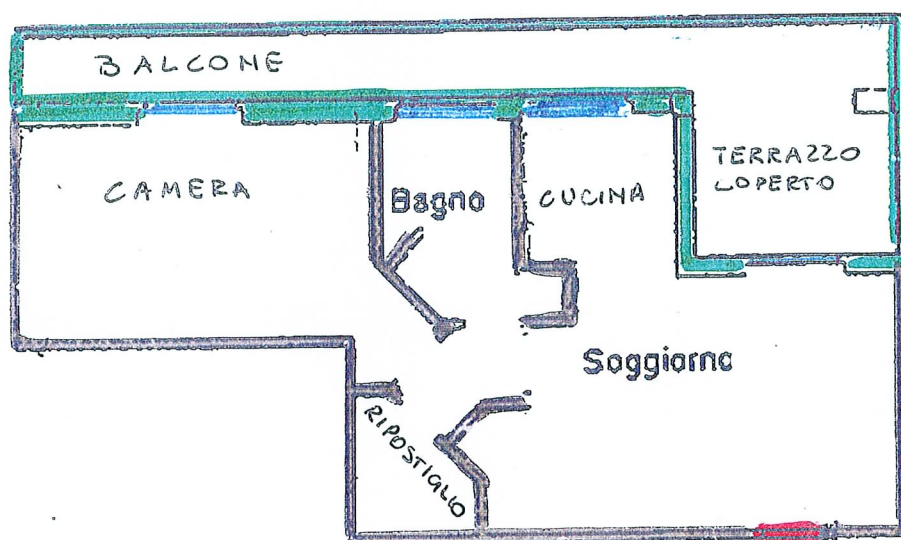 BALCONE
CAMERA
Bagno
CUCINA
TERRAZZO
COPERTO
Soggiorno
RIPOSTIGLIO